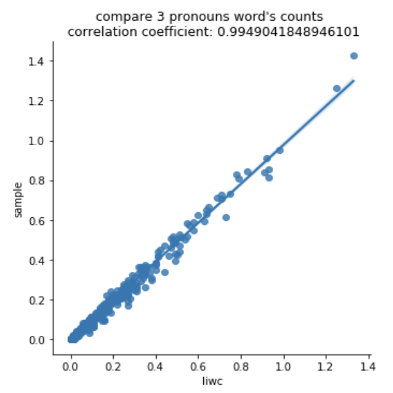 compare 3 pronouns word's counts
correlation coefficient: 0.9949041848946101
1.4
1.2
1.0
0.8
0.6
0.4
0.2
0.0
sample
0.0 0.2 0.4 0.6 0.8 1.0 1.2 1.4
liwc